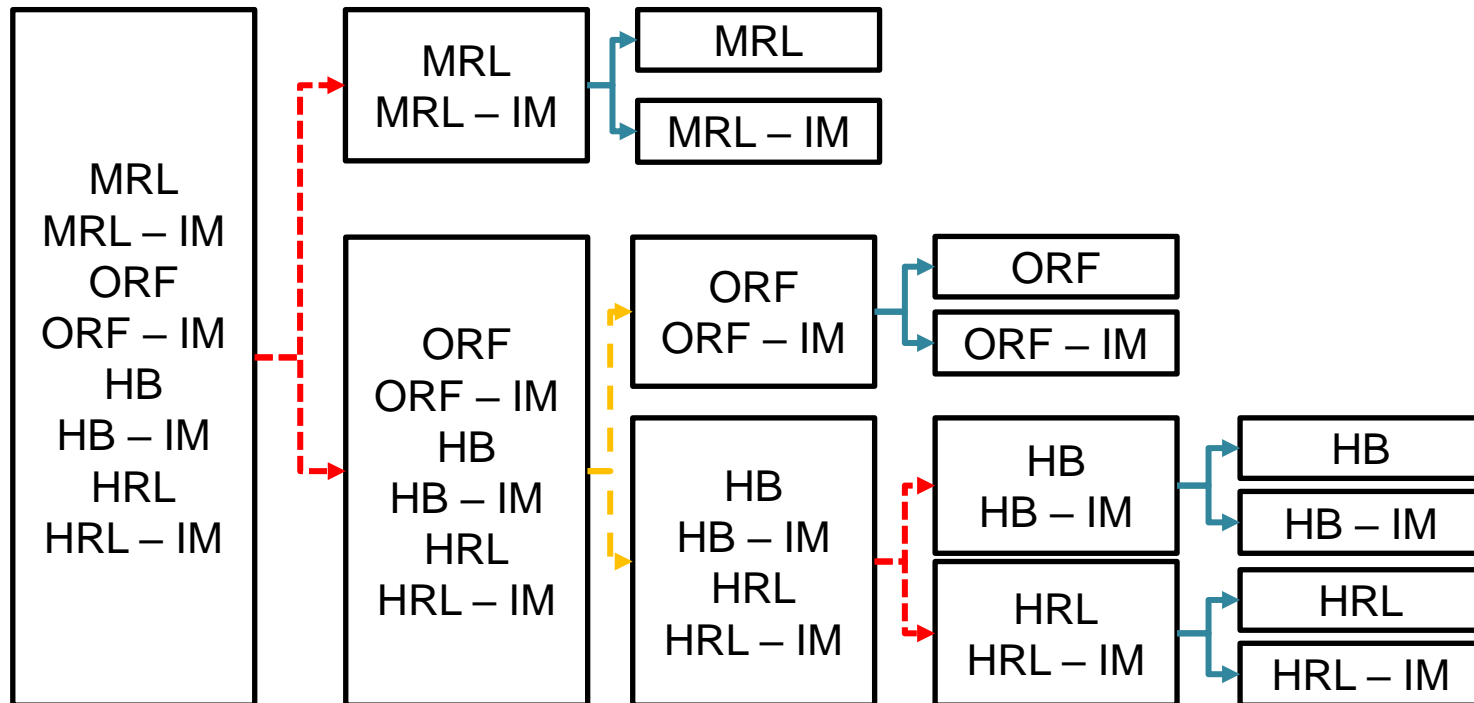 MRL
MRL – IM
ORF
ORF – IM
HB
HB – IM
HRL
HRL – IM
MRL
MRL – IM
MRL
MRL – IM
ORF
ORF – IM
HB
HB – IM
HRL
HRL – IM
ORF
ORF – IM
ORF
ORF – IM
HB
HB – IM
HRL
HRL – IM
HB
HB – IM
HB
HB – IM
HRL
HRL – IM
HRL
HRL – IM